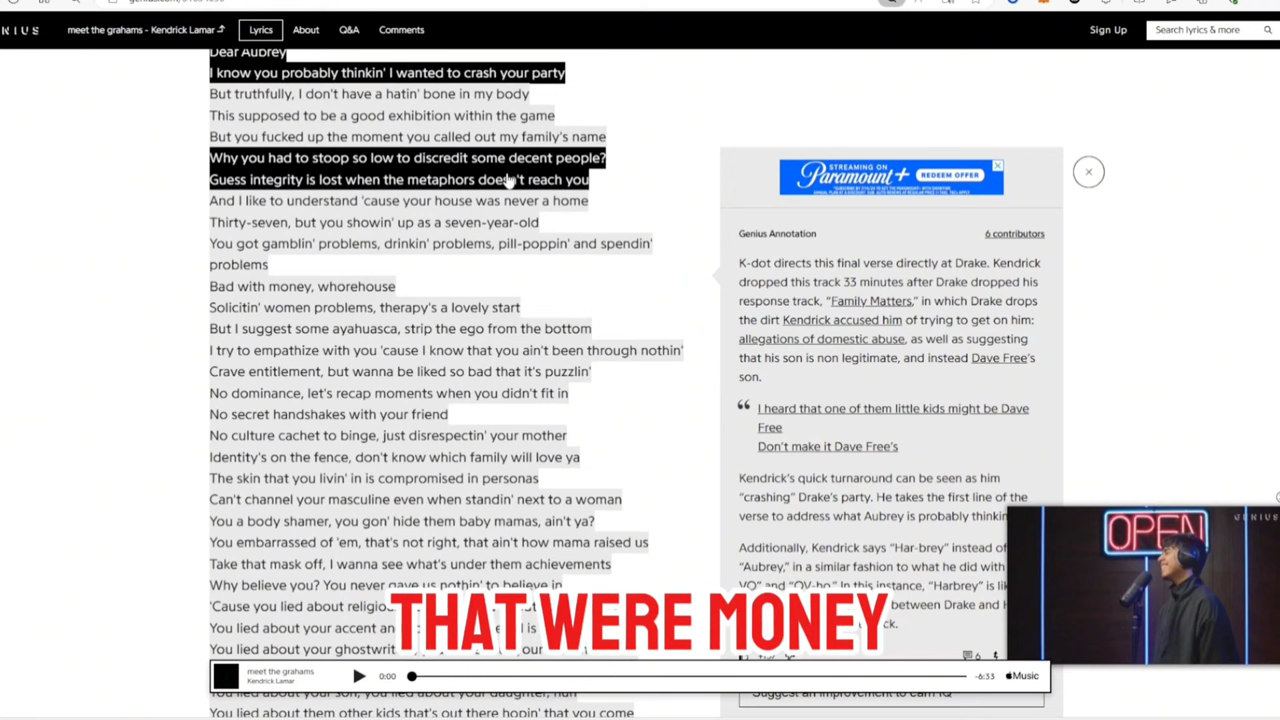 NIUS
meet the grahams - Kendrick Lamar
Lyrics
About
Q&A
Comments
Sign Up
Search lyrics & more
Dear Aubrey
I know you probably thinkin' I wanted to crash your party
But truthfully, I don't have a hatin' bone in my body
This supposed to be a good exhibition within the game
But you fucked up the moment you called out my family's name
Why you had to stoop so low to discredit some decent people?
Guess integrity is lost when the metaphors doesn't reach you
And I like to understand 'cause your house was never a home
Thirty-seven, but you showin' up as a seven-year-old
You got gamblin' problems, drinkin' problems, pill-poppin' and spendin'
problems
Bad with money, whorehouse
Solicitin' women problems, therapy's a lovely start
But I suggest some ayahuasca, strip the ego from the bottom
I try to empathize with you 'cause I know that you ain't been through nothin'
Crave entitlement, but wanna be liked so bad that it's puzzlin'
No dominance, let's recap moments when you didn't fit in
No secret handshakes with your friend
No culture cachet to binge, just disrespectin' your mother
Identity's on the fence, don't know which family will love ya
The skin that you livin' in is compromised in personas
Can't channel your masculine even when standin' next to a woman
You a body shamer, you gon' hide them baby mamas, ain't ya?
You embarrassed of 'em, that's not right, that ain't how mama raised us
Take that mask off, I wanna see what's under them achievements
Why believe you? You never gave us nothin' to believe in
'Cause you lied about religio
You lied about your accent an
You lied about your ghostwrit
You lied about them other kids that's out there hopin' that you come
STREAMING ON
Paramount+
REDEEM OFFER
Genius Annotation
6 contributors
K-dot directs this final verse directly at Drake. Kendrick
dropped this track 33 minutes after Drake dropped his
response track, "Family Matters," in which Drake drops
the dirt Kendrick accused him of trying to get on him:
allegations of domestic abuse, as well as suggesting
that his son is non legitimate, and instead Dave Free's
son.
I heard that one of them little kids might be Dave
Free
Don't make it Dave Free's
Kendrick's quick turnaround can be seen as him
"crashing" Drake's party. He takes the first line of the
verse to address what Aubrey is probably thinkin
Additionally, Kendrick says "Har-brey" instead of
"Aubrey," in a similar fashion to what he did with
VO" and "OV-ho." In this instance, "Harbrey" is lik
between Drake and H
OPEN
GENIUS
THAT WERE MONEY
meet the grahams
Kendrick Lamar
0:00
-6:33
Music
6
Suggest an improvement to earn IQ